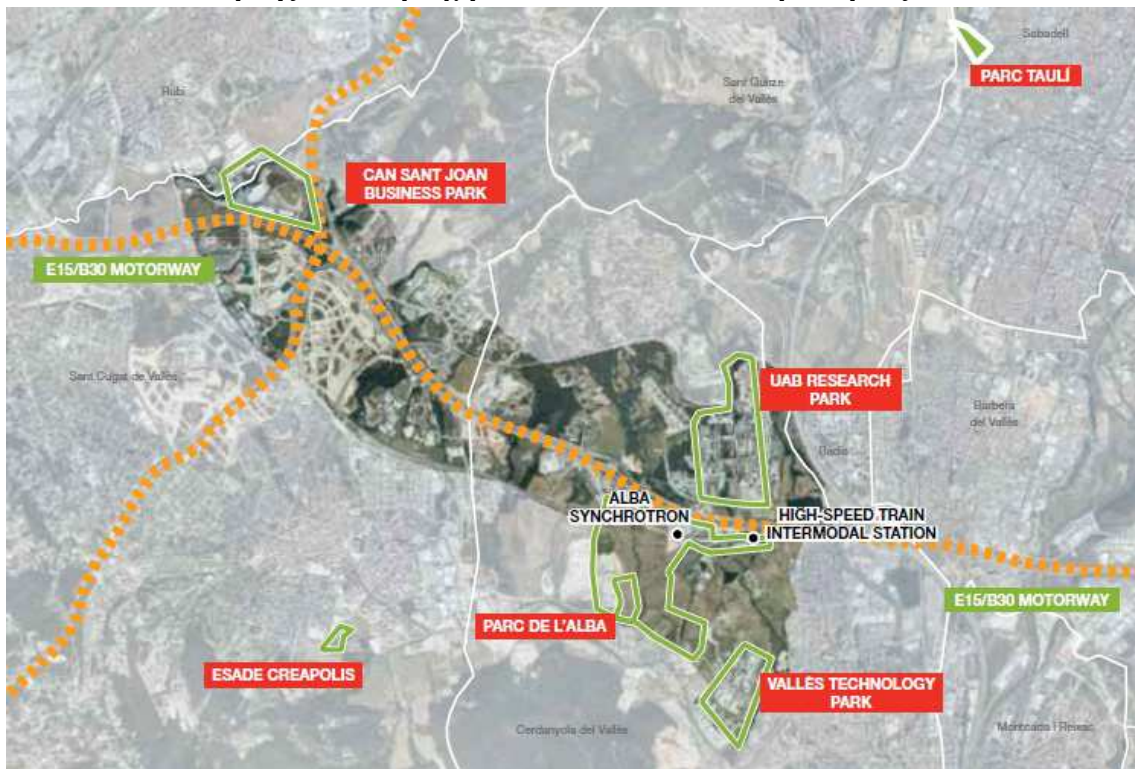 Sabadell
PARC TAULÍ
Sant Quirze
del Vallès
Rubí
CAN SANT JOAN
BUSINESS PARK
E15/B30 MOTORWAY
Sant Cugat de Vallès
UAB RESEARCH
PARK
Barberà
del Vallès
Badia
ALBA
SYNCHROTRON
HIGH-SPEED TRAIN
INTERMODAL STATION
E15/B30 MOTORWAY
PARC DE L'ALBA
ESADE CREAPOLIS
VALLÈS TECHNOLOGY
PARK
Cerdanyola del Vallès
Montcada i Reixac